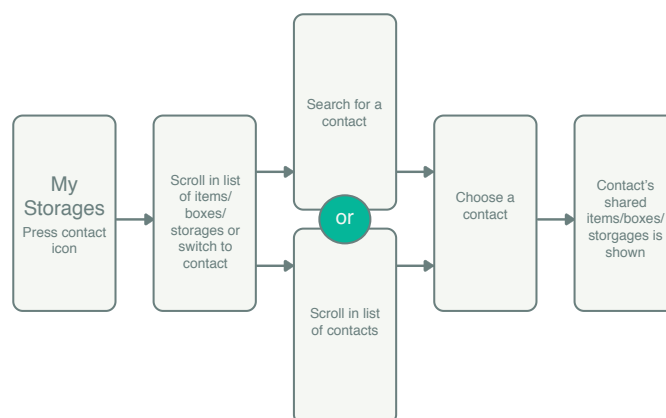 My
Storages
Press contact
icon
Scroll in list
of items/
boxes/
storages or
switch to
contact
Search for a
contact
or
Scroll in list
of contacts
Choose a
contact
Contact's
shared
items/boxes/
storgages is
shown